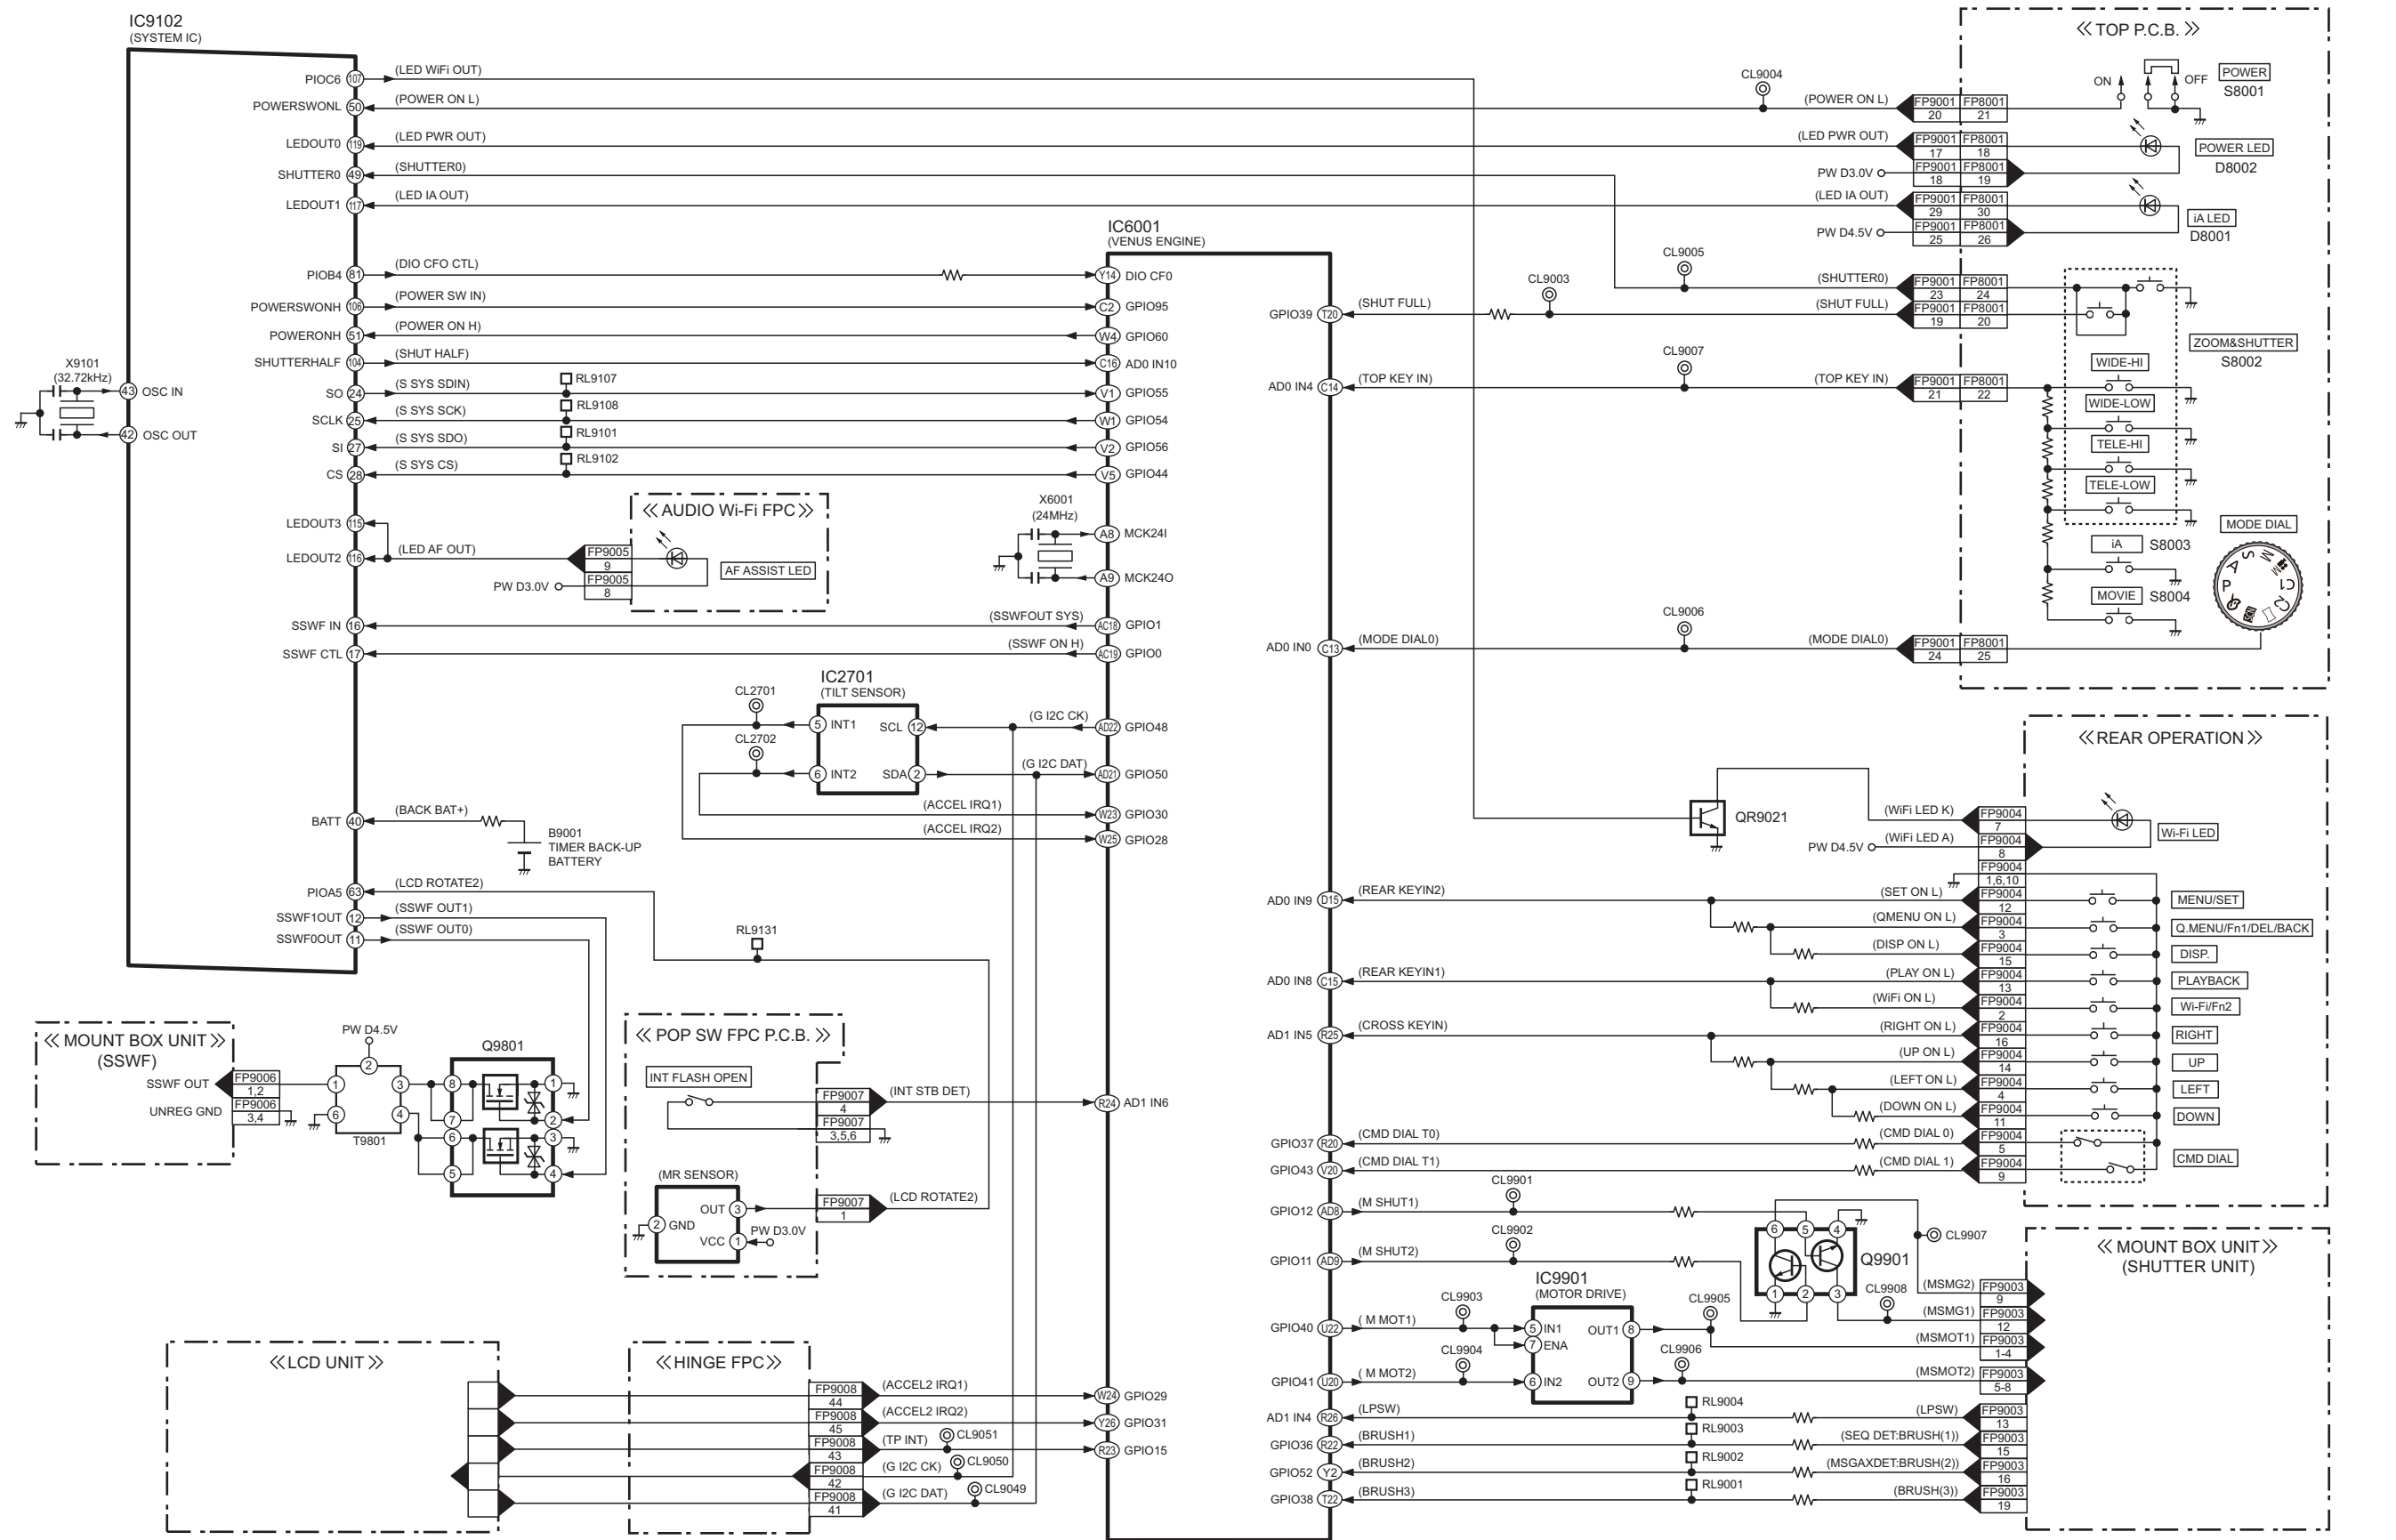 IC9102
(SYSTEM IC)
PIOC6 107 (LED WiFi OUT)
POWERSWONL 50 (POWER ON L)
LEDOUT0 119 (LED PWR OUT)
SHUTTER0 49 (SHUTTER0)
LEDOUT1 117 (LED IA OUT)
PIOB4 81 (DIO CFO CTL)
POWERSWONH 106 (POWER SW IN)
POWERONH 51 (POWER ON H)
SHUTTERHALF 104 (SHUT HALF)
SO 24 (S SYS SDIN) RL9107
SCLK 25 (S SYS SCK) RL9108
SI 27 (S SYS SDO) RL9101
CS 28 (S SYS CS) RL9102
X9101
(32.72kHz)
43 OSC IN
42 OSC OUT
LEDOUT3 115
LEDOUT2 116 (LED AF OUT)
≪AUDIO Wi-Fi FPC≫
FP9005
9
FP9005
8
PW D3.0V
AF ASSIST LED
SSWF IN 16 (SSWFOUT SYS)
SSWF CTL 17 (SSWF ON H)
BATT 40 (BACK BAT+)
B9001
TIMER BACK-UP
BATTERY
PIOA5 63 (LCD ROTATE2)
SSWF1OUT 12 (SSWF OUT1)
SSWF0OUT 11 (SSWF OUT0)
RL9131
IC6001
(VENUS ENGINE)
Y14 DIO CF0
C2 GPIO95
W4 GPIO60
C16 AD0 IN10
V1 GPIO55
W1 GPIO54
V2 GPIO56
V5 GPIO44
X6001
(24MHz)
A8 MCK24I
A9 MCK24O
AC18 GPIO1
AC19 GPIO0
IC2701
(TILT SENSOR)
CL2701
CL2702
5 INT1
6 INT2
SCL 12
SDA 2
(G I2C CK) AD22 GPIO48
(G I2C DAT) AD21 GPIO50
(ACCEL IRQ1) W23 GPIO30
(ACCEL IRQ2) W25 GPIO28
≪MOUNT BOX UNIT≫
(SSWF)
SSWF OUT
FP9006
1,2
UNREG GND
FP9006
3,4
PW D4.5V
2
1
3
6
4
T9801
Q9801
8
1
7
2
6
3
5
4
≪POP SW FPC P.C.B.≫
INT FLASH OPEN
FP9007
4
(INT STB DET)
FP9007
3,5,6
R24 AD1 IN6
(MR SENSOR)
OUT 3
2 GND
VCC 1
PW D3.0V
FP9007
1
(LCD ROTATE2)
≪LCD UNIT≫
≪HINGE FPC≫
FP9008
44
(ACCEL2 IRQ1) W24 GPIO29
FP9008
45
(ACCEL2 IRQ2) Y26 GPIO31
FP9008
43
(TP INT) CL9051 R23 GPIO15
FP9008
42
(G I2C CK) CL9050
FP9008
41
(G I2C DAT) CL9049
GPIO39 T20 (SHUT FULL) CL9003
AD0 IN4 C14 (TOP KEY IN) CL9007
AD0 IN0 C13 (MODE DIAL0) CL9006
CL9004
CL9005
≪TOP P.C.B.≫
(POWER ON L)
FP9001 FP8001
20 21
ON
OFF
POWER
S8001
(LED PWR OUT)
FP9001 FP8001
17 18
PW D3.0V
FP9001 FP8001
18 19
POWER LED
D8002
(LED IA OUT)
FP9001 FP8001
29 30
PW D4.5V
FP9001 FP8001
25 26
iA LED
D8001
(SHUTTER0)
FP9001 FP8001
23 24
(SHUT FULL)
FP9001 FP8001
19 20
ZOOM&SHUTTER
S8002
(TOP KEY IN)
FP9001 FP8001
21 22
WIDE-HI
WIDE-LOW
TELE-HI
TELE-LOW
iA S8003
MOVIE S8004
MODE DIAL
P
A
S
M
M
C1
C2
SCN
(MODE DIAL0)
FP9001 FP8001
24 25
≪REAR OPERATION≫
QR9021
(WiFi LED K)
FP9004
7
PW D4.5V (WiFi LED A)
FP9004
8
Wi-Fi LED
FP9004
1,6,10
AD0 IN9 D15 (REAR KEYIN2)
(SET ON L)
FP9004
12
MENU/SET
(QMENU ON L)
FP9004
3
Q.MENU/Fn1/DEL/BACK
(DISP ON L)
FP9004
15
DISP.
AD0 IN8 C15 (REAR KEYIN1)
(PLAY ON L)
FP9004
13
PLAYBACK
(WiFi ON L)
FP9004
2
Wi-Fi/Fn2
AD1 IN5 R25 (CROSS KEYIN)
(RIGHT ON L)
FP9004
16
RIGHT
(UP ON L)
FP9004
14
UP
(LEFT ON L)
FP9004
4
LEFT
(DOWN ON L)
FP9004
11
DOWN
GPIO37 R20 (CMD DIAL T0)
(CMD DIAL 0)
FP9004
5
GPIO43 V20 (CMD DIAL T1)
(CMD DIAL 1)
FP9004
9
CMD DIAL
GPIO12 AD8 (M SHUT1) CL9901
GPIO11 AD9 (M SHUT2) CL9902
6
5
4
1
2
3
Q9901
CL9907
CL9908
≪MOUNT BOX UNIT≫
(SHUTTER UNIT)
IC9901
(MOTOR DRIVE)
GPIO40 U22 ( M MOT1) CL9903
5 IN1
7 ENA
OUT1 8
CL9905
GPIO41 U20 ( M MOT2) CL9904
6 IN2
OUT2 9
CL9906
(MSMG2)
FP9003
9
(MSMG1)
FP9003
12
(MSMOT1)
FP9003
1-4
(MSMOT2)
FP9003
5-8
AD1 IN4 R26 (LPSW) RL9004
(LPSW)
FP9003
13
GPIO36 R22 (BRUSH1) RL9003
(SEQ DET:BRUSH(1))
FP9003
15
GPIO52 Y2 (BRUSH2) RL9002
(MSGAXDET:BRUSH(2))
FP9003
16
GPIO38 T22 (BRUSH3) RL9001
(BRUSH(3))
FP9003
19